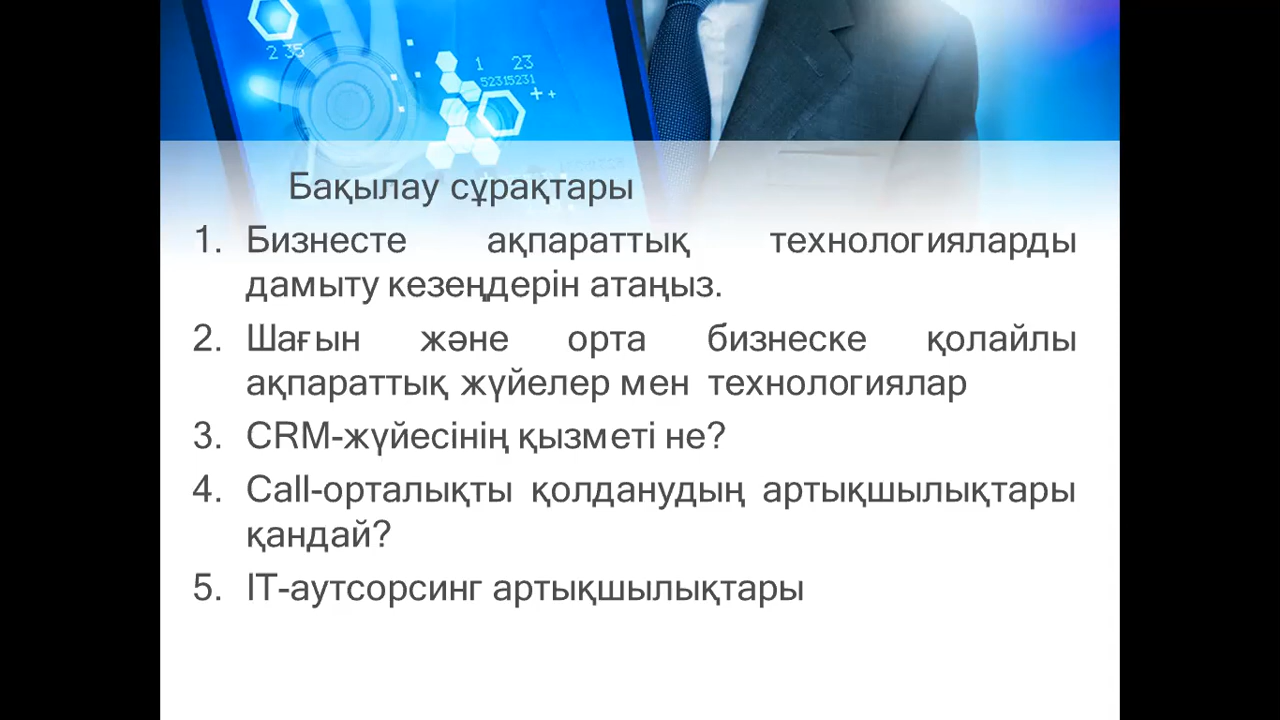 2 35
1 23
52315231
Бақылау сұрақтары
1. Бизнесте ақпараттық технологияларды
дамыту кезеңдерін атаңыз.
2. Шағын және орта бизнеске қолайлы
ақпараттық жүйелер мен технологиялар
3. CRM-жүйесінің қызметі не?
4. Call-орталықты қолданудың артықшылықтары
қандай?
5. IT-аутсорсинг артықшылықтары